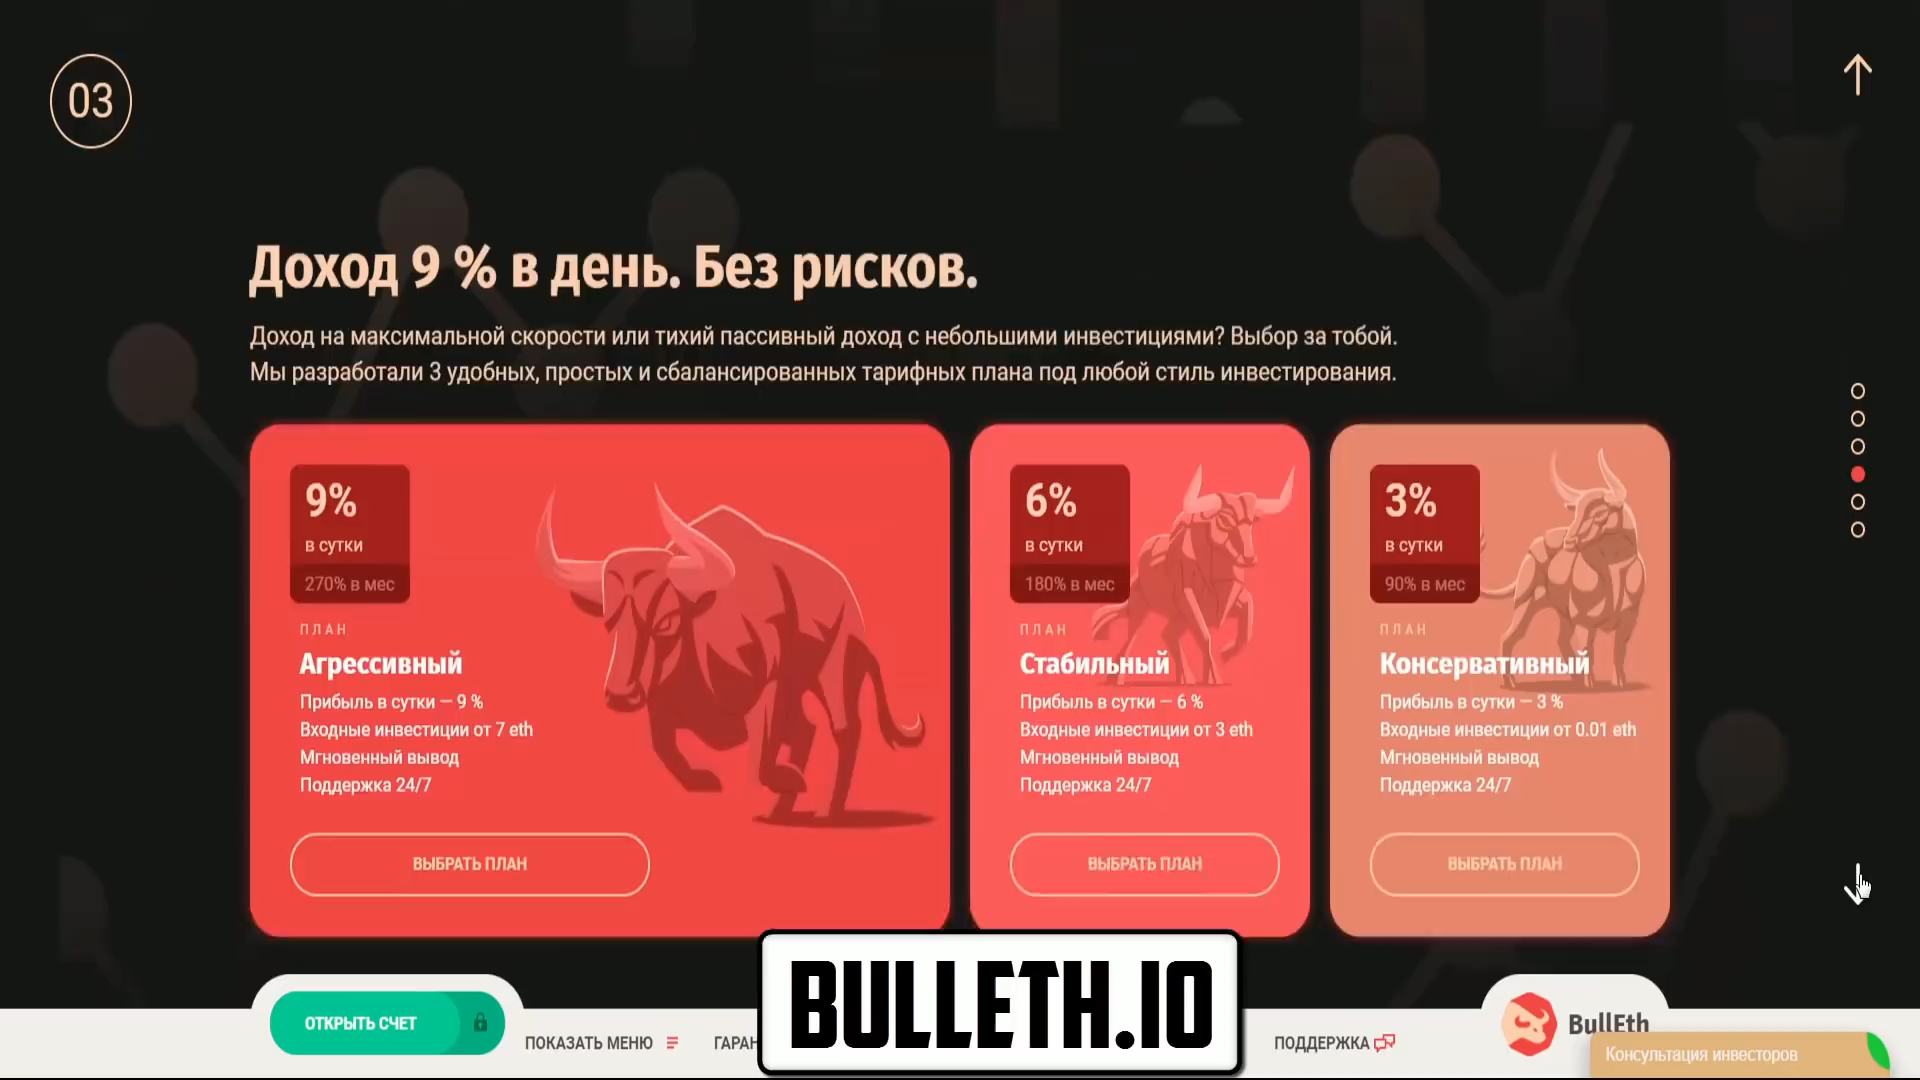 03
Доход 9 % в день. Без рисков.
Доход на максимальной скорости или тихий пассивный доход с небольшими инвестициями? Выбор за тобой.
Мы разработали 3 удобных, простых и сбалансированных тарифных плана под любой стиль инвестирования.
9%
в сутки
270% в мес
ПЛАН
Агрессивный
Прибыль в сутки — 9 %
Входные инвестиции от 7 eth
Мгновенный вывод
Поддержка 24/7
ВЫБРАТЬ ПЛАН
6%
в сутки
180% в мес
ПЛАН
Стабильный
Прибыль в сутки — 6 %
Входные инвестиции от 3 eth
Мгновенный вывод
Поддержка 24/7
ВЫБРАТЬ ПЛАН
3%
в сутки
90% в мес
ПЛАН
Консервативный
Прибыль в сутки — 3 %
Входные инвестиции от 0.01 eth
Мгновенный вывод
Поддержка 24/7
ВЫБРАТЬ ПЛАН
ОТКРЫТЬ СЧЕТ
ПОКАЗАТЬ МЕНЮ
BULLETH.IO
ПОДДЕРЖКА
BullEth
Консультация инвесторов